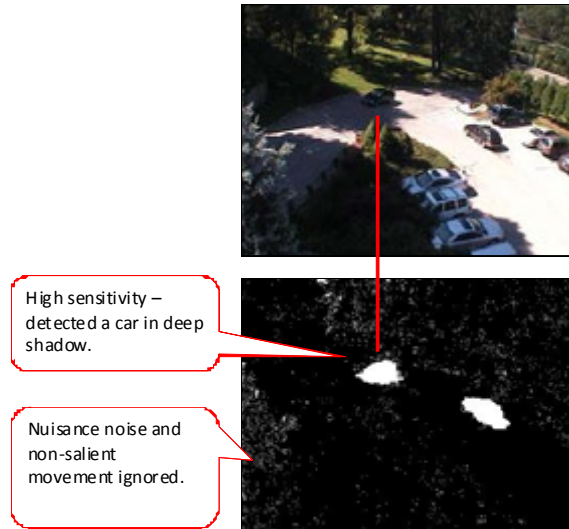 High sensitivity –
detected a car in deep
shadow.
Nuisance noise and
non-salient
movement ignored.